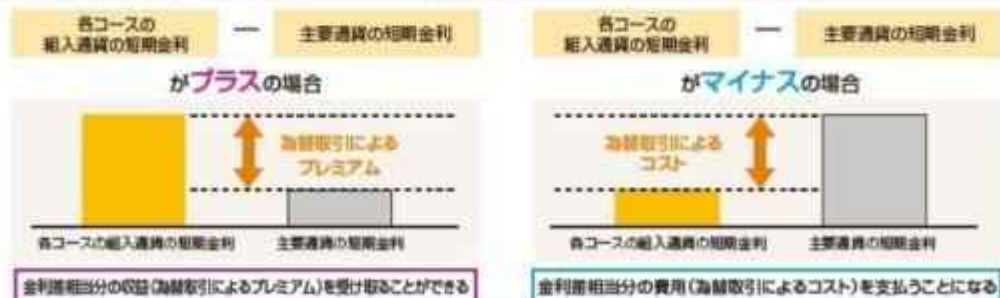 各コースの
組入通貨の短期金利
ー
主要通貨の短期金利
がプラスの場合
為替取引による
プレミアム
各コースの組入通貨の短期金利
主要通貨の短期金利
金利差相当分の収益(為替取引によるプレミアム)を受け取ることができる
各コースの
組入通貨の短期金利
ー
主要通貨の短期金利
がマイナスの場合
為替取引による
コスト
各コースの組入通貨の短期金利
主要通貨の短期金利
金利差相当分の費用(為替取引によるコスト)を支払うことになる